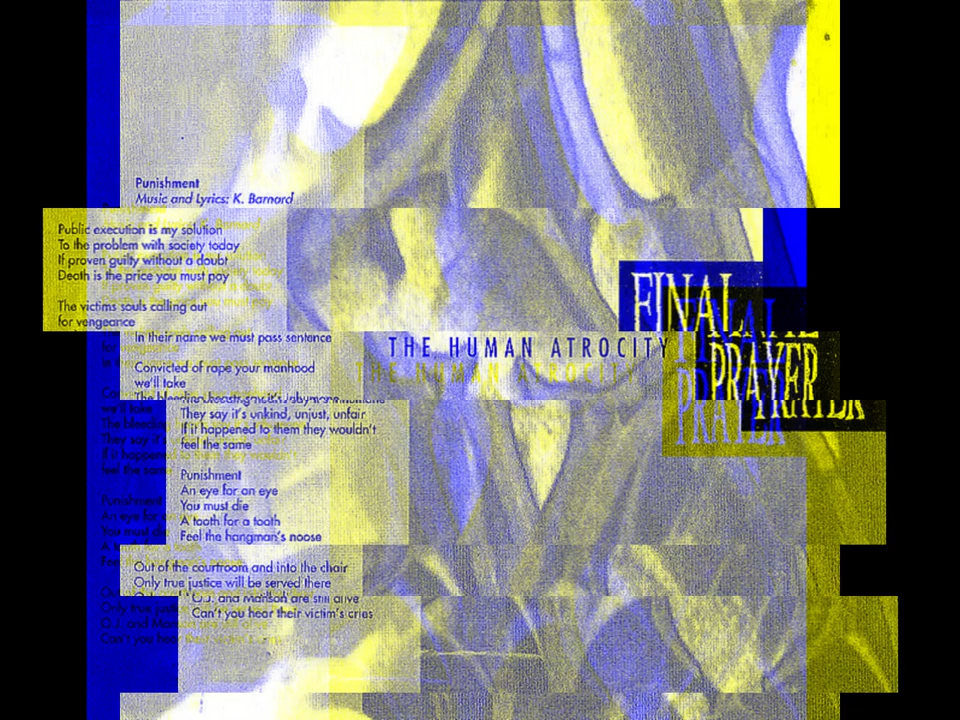 Punishment
Music and Lyrics: K. Barnard
Public execution is my solution
To the problem with society today
If proven guilty without a doubt
Death is the price you must pay
The victims souls calling out
for vengeance
In their name we must pass sentence
Convicted of rape your manhood
we'll take
The bleeding
They say it's unkind, unjust, unfair
If it happened to them they wouldn't
feel the same
Punishment
An eye for an eye
You must die
A tooth for a tooth
Feel the hangman's noose
Out of the courtroom and into the chair
Only true justice will be served there
O.J. and Manson are still alive
Can't you hear their victim's cries
THE HUMAN ATROCITY
FINAL
PRAYER